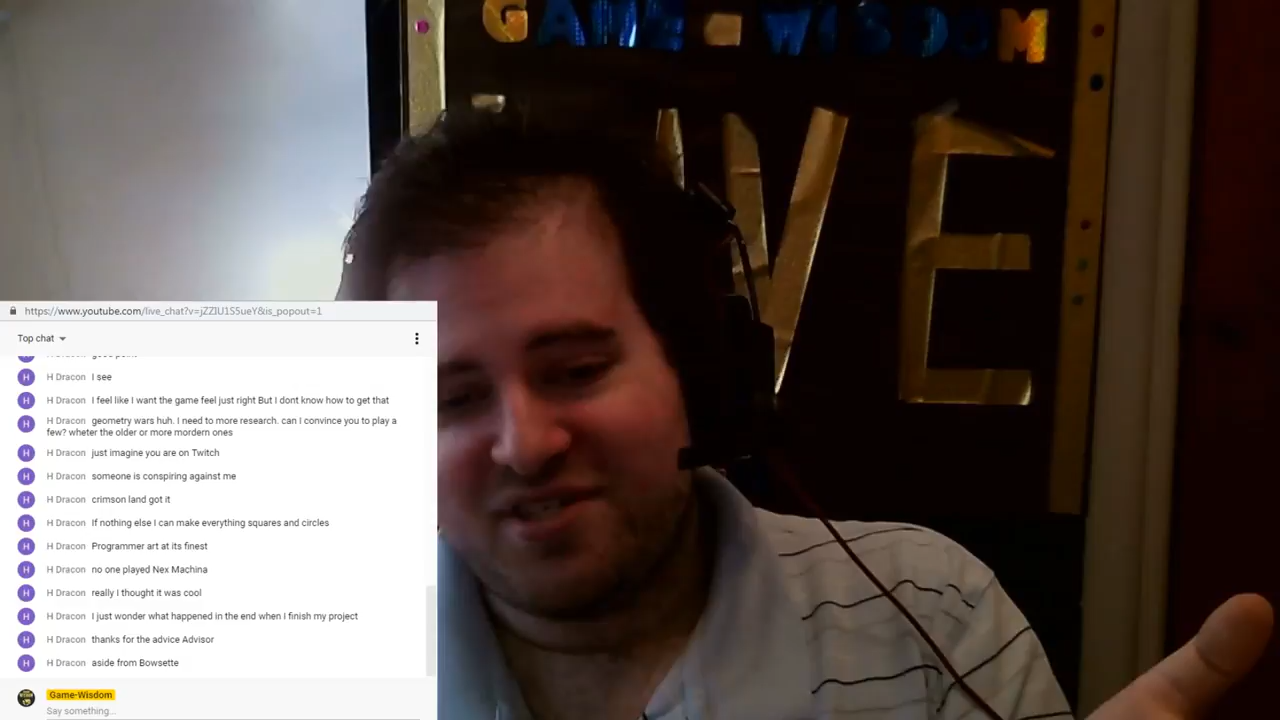 GAME-WISDOM
LIVE
https://www.youtube.com/live_chat?v=jZZIU1S5ueY&is_popout=1
Top chat
H Dracon good point
H H Dracon I see
H H Dracon I feel like I want the game feel just right But I dont know how to get that
H H Dracon geometry wars huh. I need to more research. can I convince you to play a
few? wheter the older or more mordern ones
H H Dracon just imagine you are on Twitch
H H Dracon someone is conspiring against me
H H Dracon crimson land got it
H H Dracon If nothing else I can make everything squares and circles
H H Dracon Programmer art at its finest
H H Dracon no one played Nex Machina
H H Dracon really I thought it was cool
H H Dracon I just wonder what happened in the end when I finish my project
H H Dracon thanks for the advice Advisor
H H Dracon aside from Bowsette
Game-Wisdom
Say something...